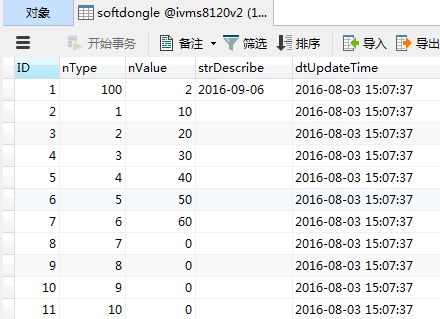 对象 softdongle @ivms8120v2 (1...
开始事务 备注 筛选 排序 导入 导出
ID nType nValue strDescribe dtUpdateTime
1 100 2 2016-09-06 2016-08-03 15:07:37
2 1 10 2016-08-03 15:07:37
3 2 20 2016-08-03 15:07:37
4 3 30 2016-08-03 15:07:37
5 4 40 2016-08-03 15:07:37
6 5 50 2016-08-03 15:07:37
7 6 60 2016-08-03 15:07:37
8 7 0 2016-08-03 15:07:37
9 8 0 2016-08-03 15:07:37
10 9 0 2016-08-03 15:07:37
11 10 0 2016-08-03 15:07:37